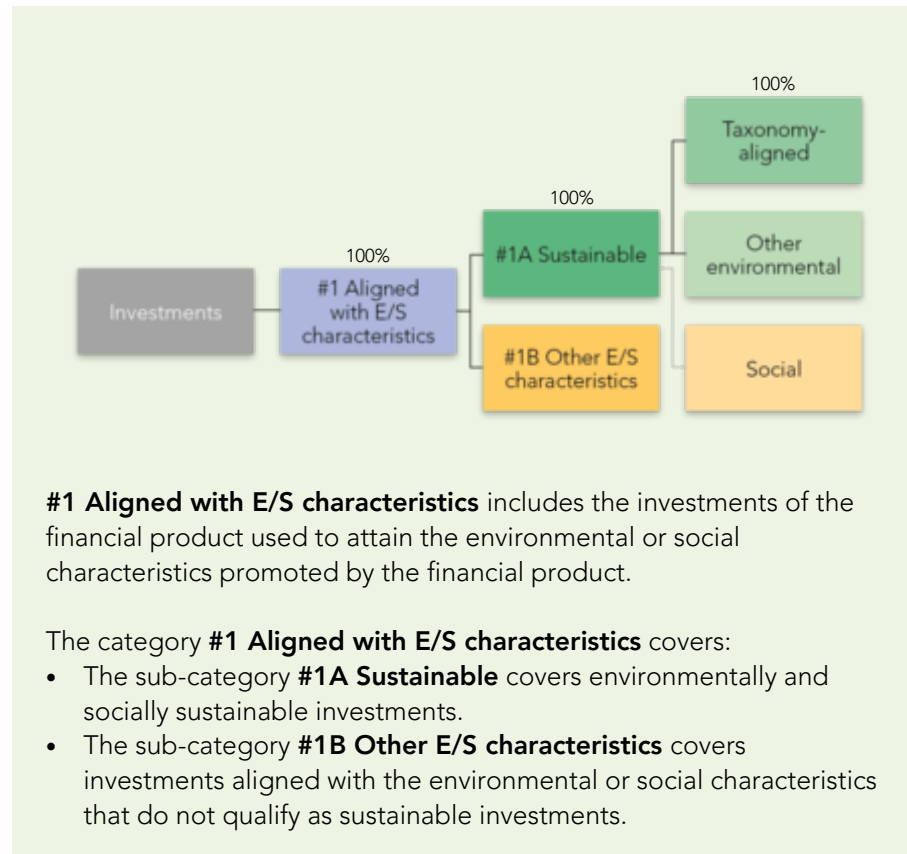 100%
Taxonomy-
aligned
100%
#1A Sustainable
Other
environmental
100%
#1 Aligned
with E/S
characteristics
Investments
#1B Other E/S
characteristics
Social
#1 Aligned with E/S characteristics includes the investments of the
financial product used to attain the environmental or social
characteristics promoted by the financial product.
The category #1 Aligned with E/S characteristics covers:
• The sub-category #1A Sustainable covers environmentally and
socially sustainable investments.
• The sub-category #1B Other E/S characteristics covers
investments aligned with the environmental or social characteristics
that do not qualify as sustainable investments.